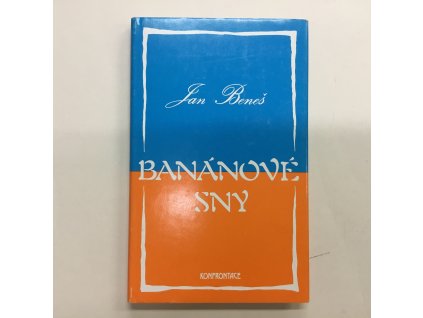 Jan Beneš
BANÁNOVÉ
SNY
KONFRONTACE